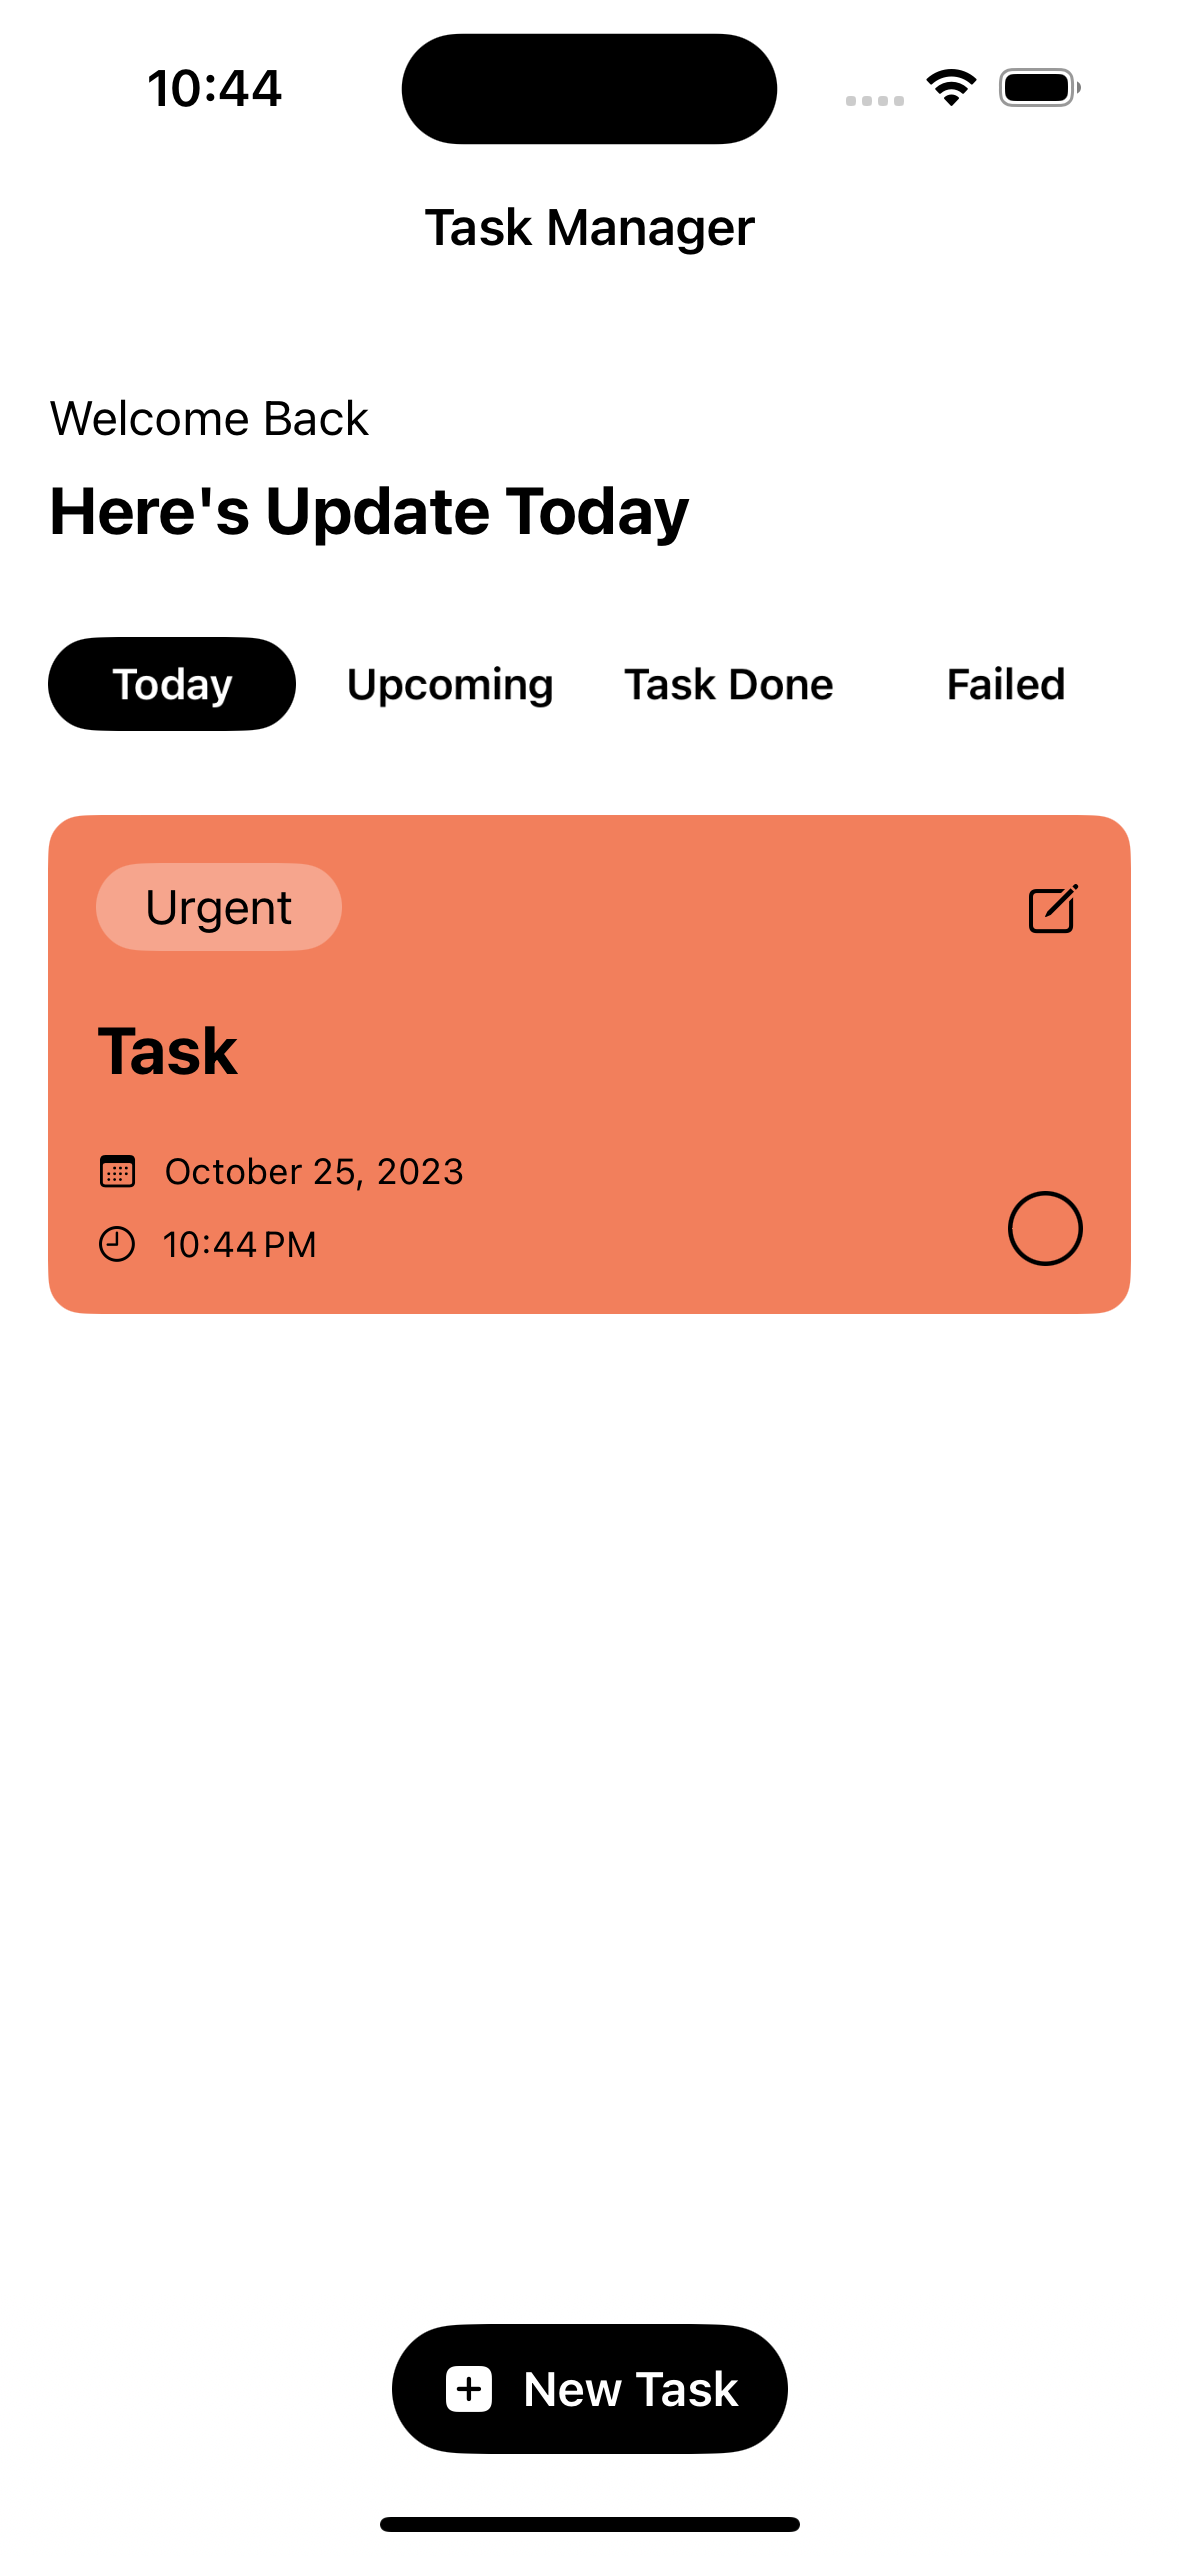 10:44
Task Manager
Welcome Back
Here's Update Today
Today Upcoming Task Done Failed
Urgent
Task
October 25, 2023
10:44 PM
New Task